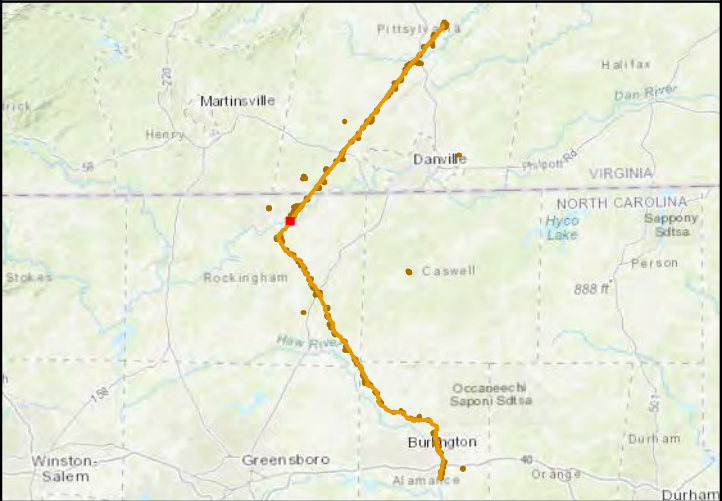 Pittsylvania
Halifax
220
Dan River
Martinsville
Henry
58
Danville
Philpott Rd
VIRGINIA
NORTH CAROLINA
Hyco
Lake
Sappony
Sdtsa
Person
Stokes
Rockingham
Caswell
888 ft
Haw River
158
Occaneechi
Saponi Sdtsa
501
Burlington
Durham
Winston-
Salem
Greensboro
40
Alamance
Orange
Durham